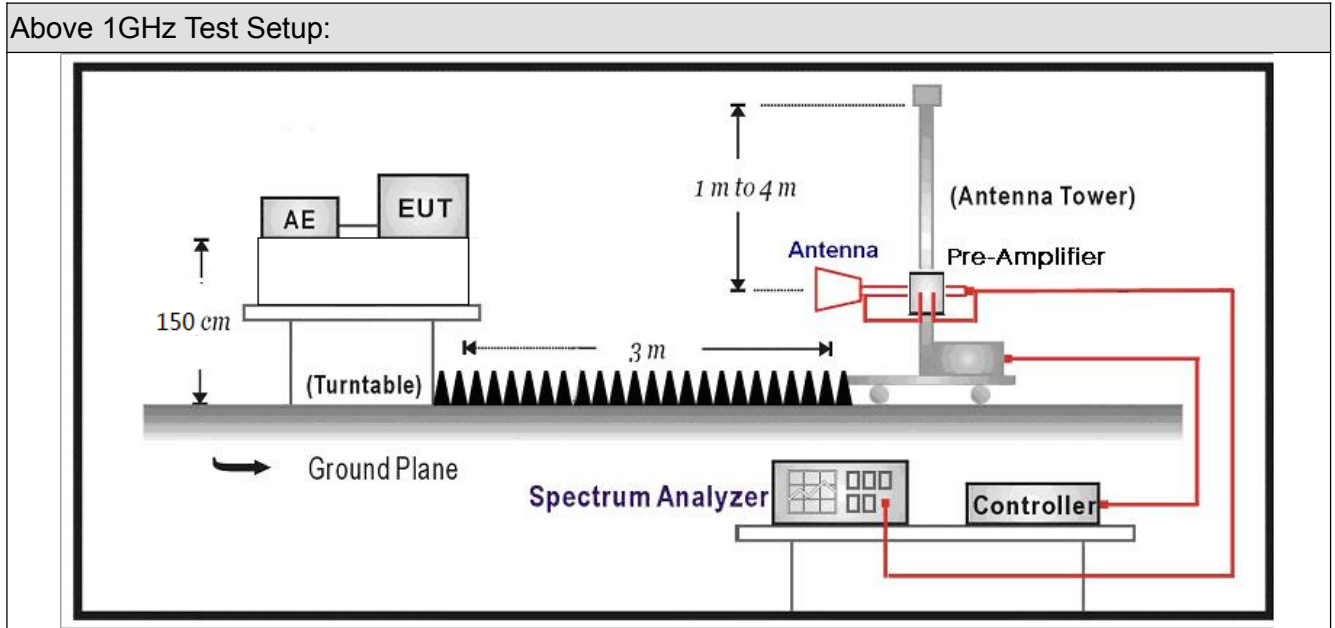 Above 1GHz Test Setup:
1 m to 4 m
(Antenna Tower)
AE
EUT
Antenna
Pre-Amplifier
150 cm
3 m
(Turntable)
Ground Plane
Spectrum Analyzer
Controller